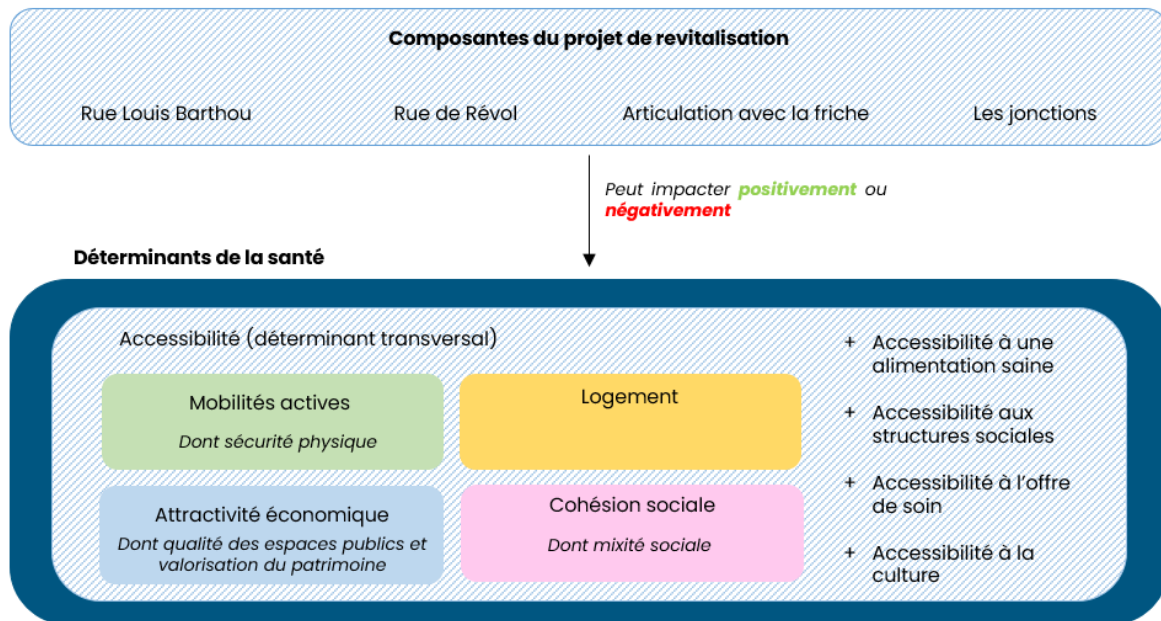 Composantes du projet de revitalisation
Rue Louis Barthou
Rue de Révol
Articulation avec la friche
Les jonctions
Peut impacter positivement ou
négativement
Déterminants de la santé
Accessibilité (déterminant transversal)
Mobilités actives
Dont sécurité physique
Logement
Attractivité économique
Dont qualité des espaces publics et
valorisation du patrimoine
Cohésion sociale
Dont mixité sociale
+ Accessibilité à une
alimentation saine
+ Accessibilité aux
structures sociales
+ Accessibilité à l'offre
de soin
+ Accessibilité à la
culture